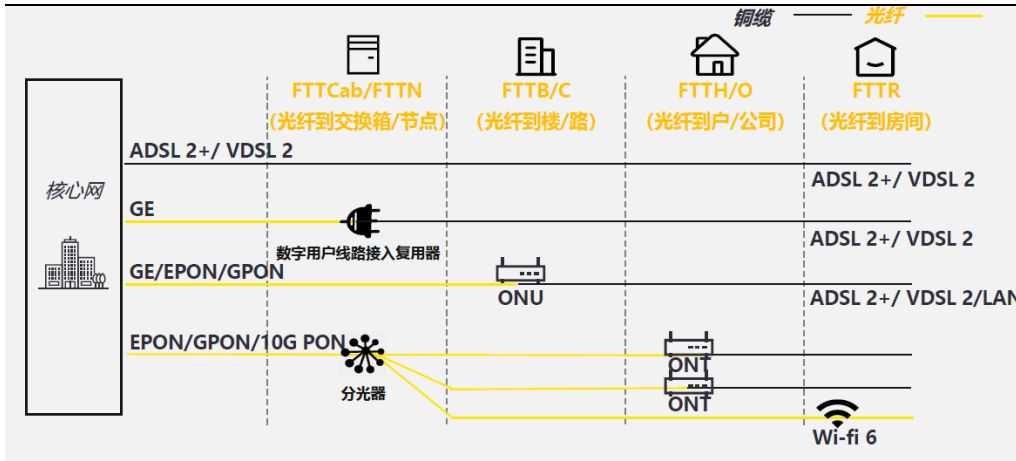 铜缆
光纤
FTTCab/FTTN
(光纤到交换箱/节点)
FTTB/C
(光纤到楼/路)
FTTH/O
(光纤到户/公司)
FTTR
(光纤到房间)
核心网
ADSL 2+/ VDSL 2
ADSL 2+/ VDSL 2
GE
数字用户线路接入复用器
ADSL 2+/ VDSL 2
GE/EPON/GPON
ONU
ADSL 2+/ VDSL 2/LAN
EPON/GPON/10G PON
分光器
ONT
ONT
Wi-fi 6